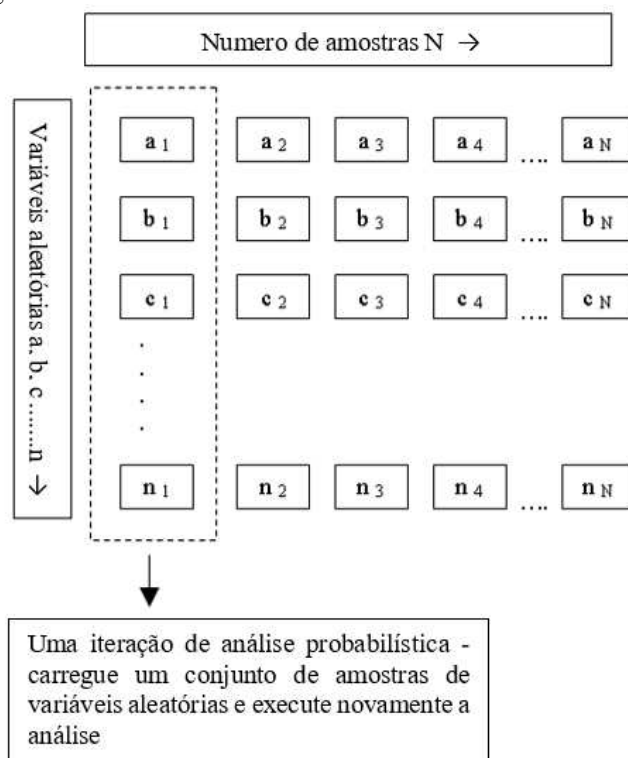 Numero de amostras N →
Variáveis aleatórias a. b. c .......n →
a 1 a 2 a 3 a 4 .... a N
b 1 b 2 b 3 b 4 .... b N
c 1 c 2 c 3 c 4 .... c N
.
.
.
.
n 1 n 2 n 3 n 4 .... n N
Uma iteração de análise probabilística -
carregue um conjunto de amostras de
variáveis aleatórias e execute novamente a
análise